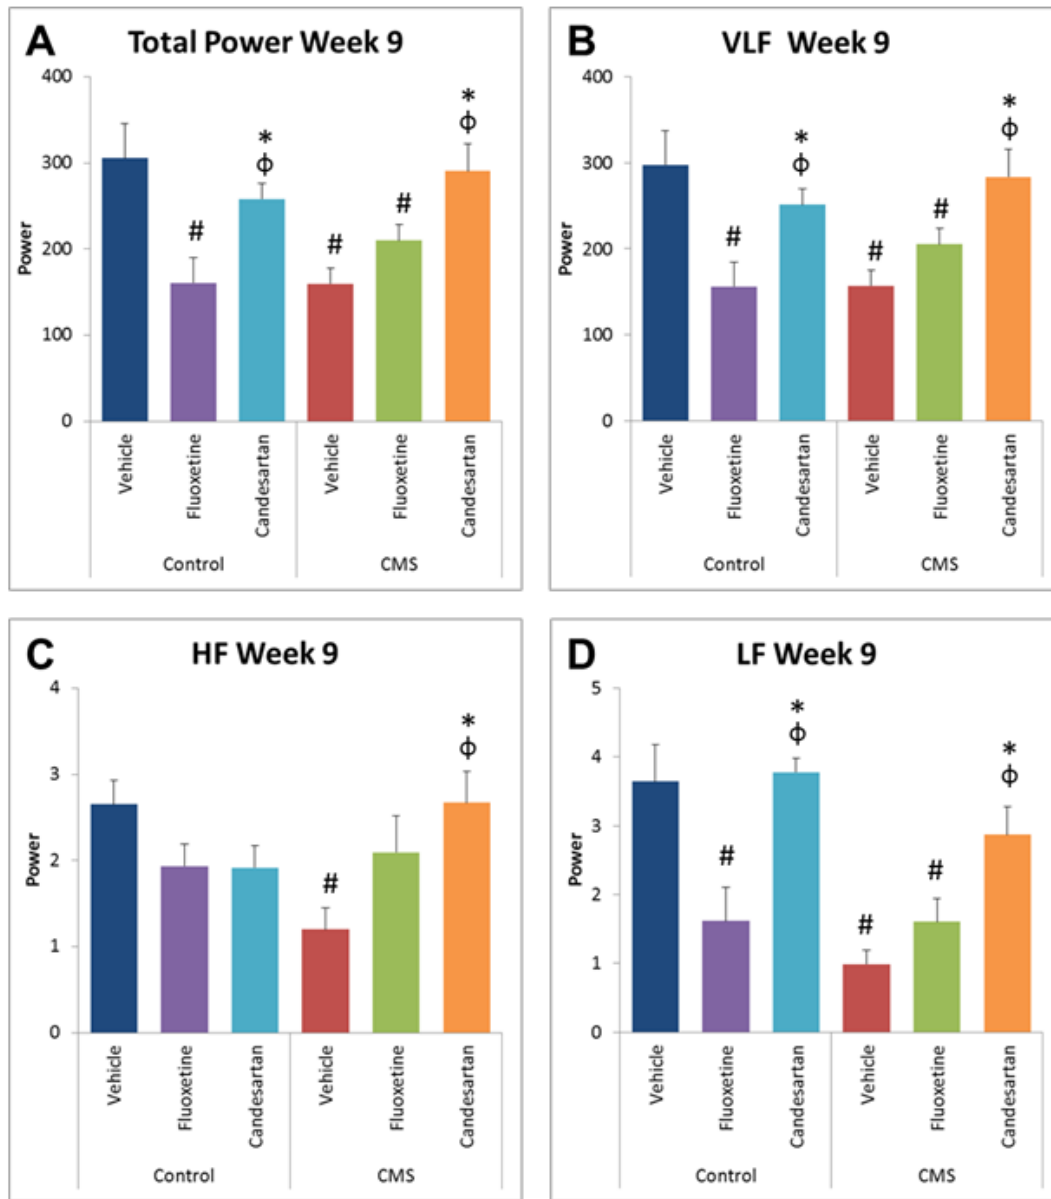 A
Total Power Week 9
400
300
200
100
0
Power
#
*
ϕ
#
#
*
ϕ
Vehicle
Fluoxetine
Candesartan
Vehicle
Fluoxetine
Candesartan
Control
CMS
B
VLF Week 9
400
300
200
100
0
Power
#
*
ϕ
#
#
*
ϕ
Vehicle
Fluoxetine
Candesartan
Vehicle
Fluoxetine
Candesartan
Control
CMS
C
HF Week 9
4
3
2
1
0
Power
#
*
ϕ
Vehicle
Fluoxetine
Candesartan
Vehicle
Fluoxetine
Candesartan
Control
CMS
D
LF Week 9
5
4
3
2
1
0
Power
#
*
ϕ
#
#
*
ϕ
Vehicle
Fluoxetine
Candesartan
Vehicle
Fluoxetine
Candesartan
Control
CMS